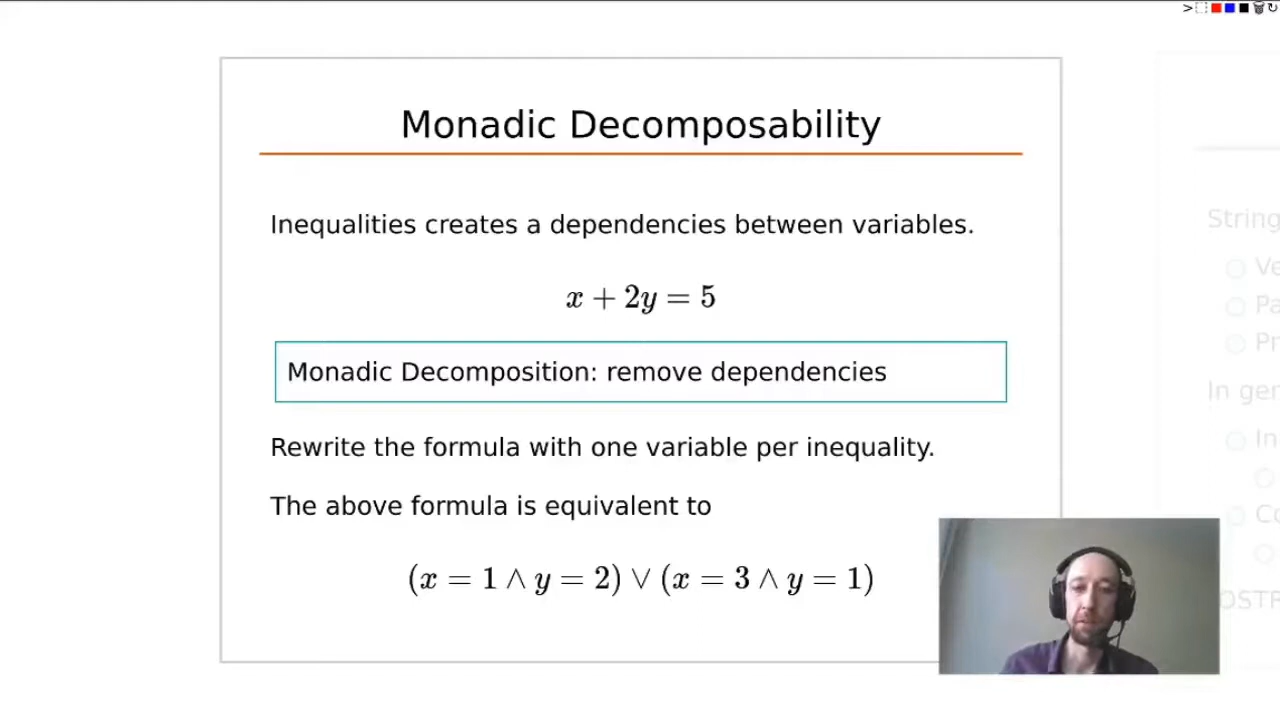 Monadic Decomposability
Inequalities creates a dependencies between variables.
x + 2y = 5
Monadic Decomposition: remove dependencies
Rewrite the formula with one variable per inequality.
The above formula is equivalent to
(x = 1 ∧ y = 2) ∨ (x = 3 ∧ y = 1)
String
In gen